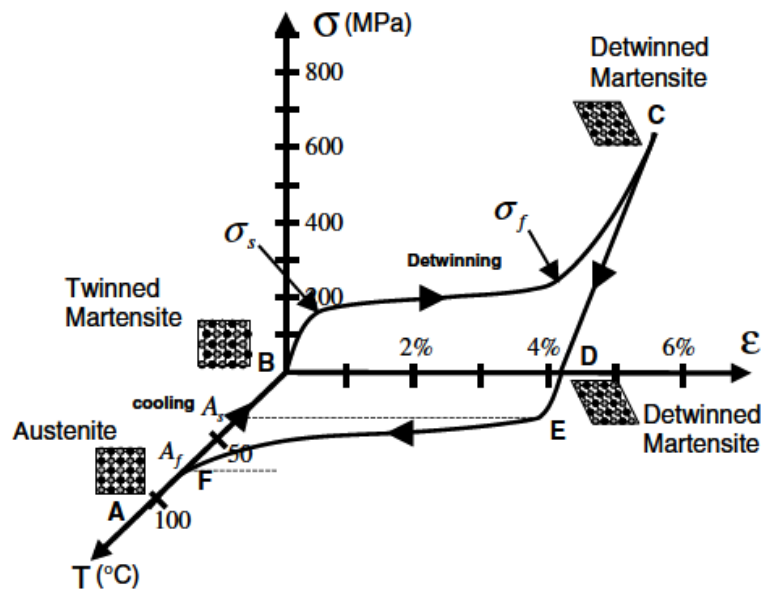 σ (MPa)
Detwinned
Martensite
C
800
600
400
σs
σf
Detwinning
Twinned
Martensite
200
B
2%
4%
6%
ε
D
cooling
As
Detwinned
Martensite
E
Austenite
Af
50
F
A
100
T (°C)